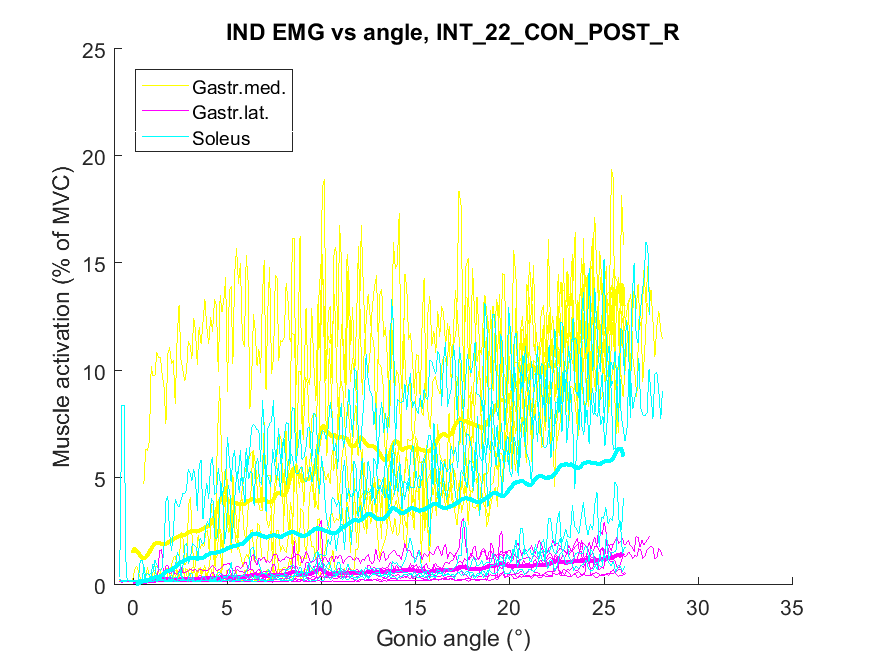 IND EMG vs angle, INT_22_CON_POST_R
25
20
15
10
5
0
Muscle activation (% of MVC)
Gastr.med.
Gastr.lat.
Soleus
0 5 10 15 20 25 30 35
Gonio angle (°)